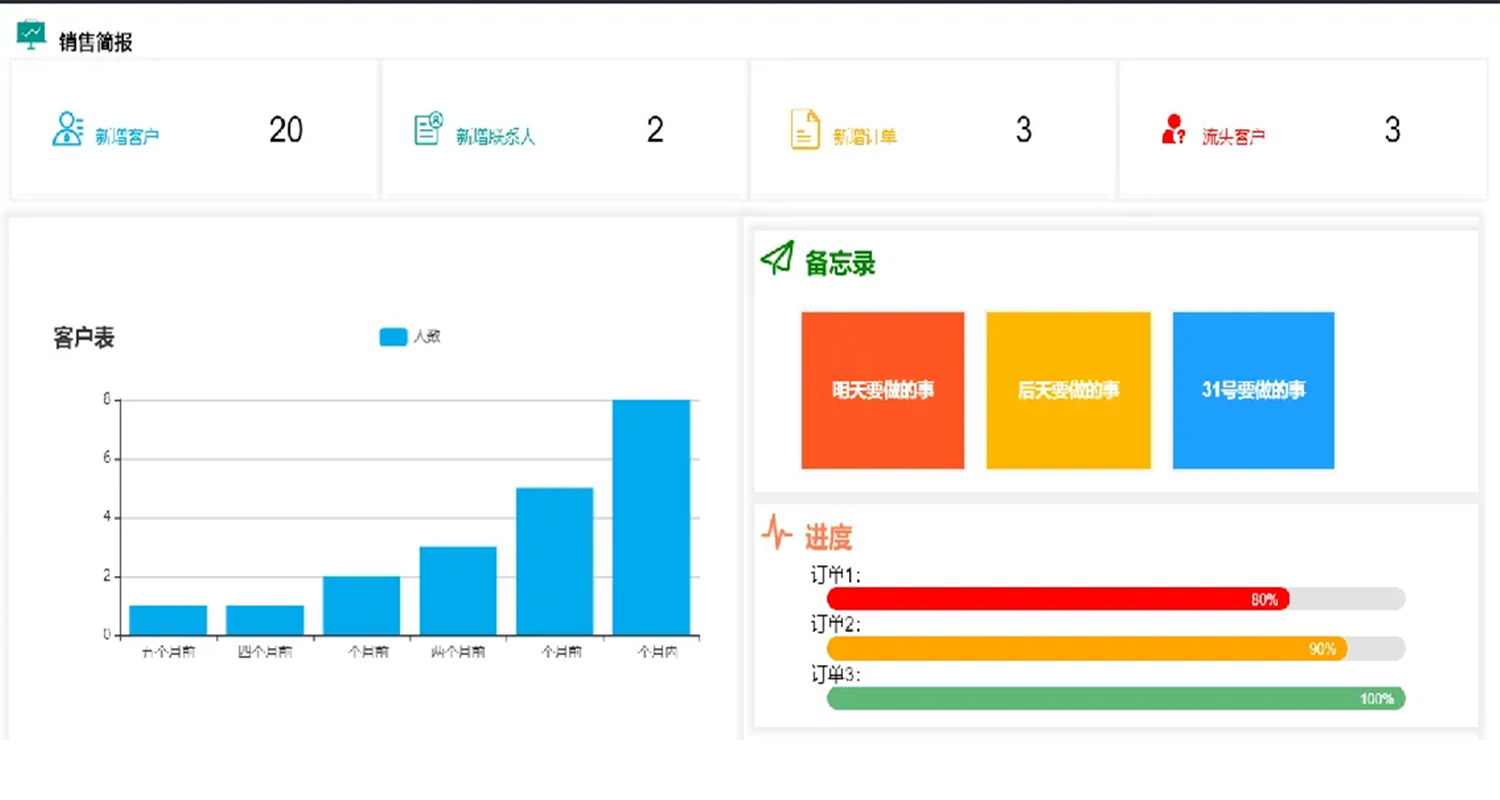 销售简报
新增客户 20
新增联系人 2
新增订单 3
流失客户 3
客户表
人数
8
6
4
2
0
五个月前 四个月前 个月前 两个月前 个月前 个月内
备忘录
明天要做的事
后天要做的事
31号要做的事
进度
订单1:
80%
订单2:
90%
订单3:
100%